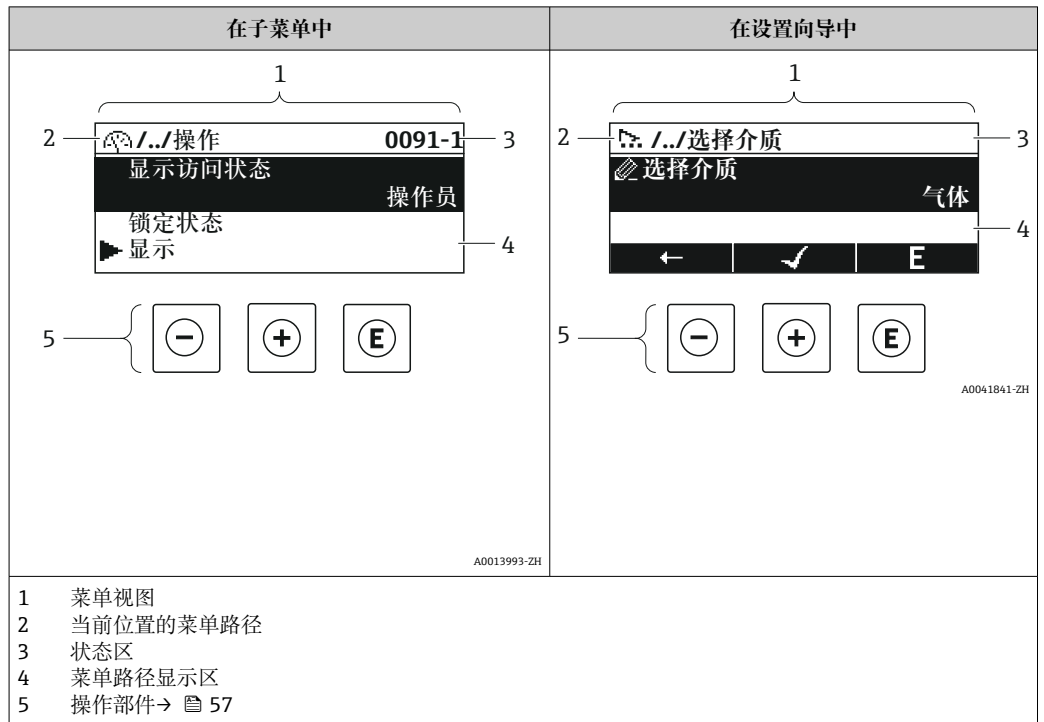 在子菜单中
在设置向导中
1
2
/../操作 0091-1
3
显示访问状态
操作员
锁定状态
显示
4
5
- + E
A0013993-ZH
1
2
/../选择介质
3
选择介质
气体
4
← ✓ E
5
- + E
A0041841-ZH
1 菜单视图
2 当前位置的菜单路径
3 状态区
4 菜单路径显示区
5 操作部件→ 57